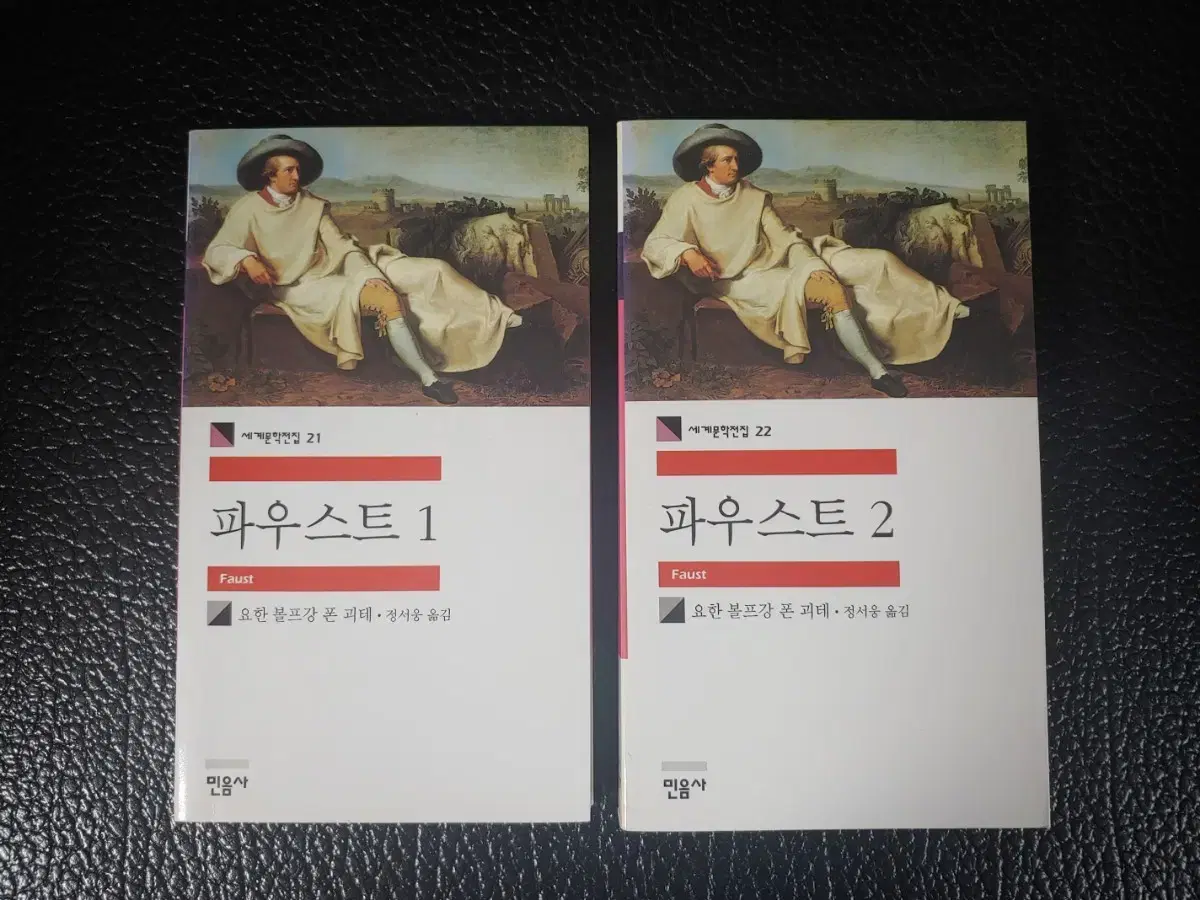 세계문학전집 21
파우스트 1
Faust
요한 볼프강 폰 괴테 • 정서웅 옮김
민음사
세계문학전집 22
파우스트 2
Faust
요한 볼프강 폰 괴테 • 정서웅 옮김
민음사